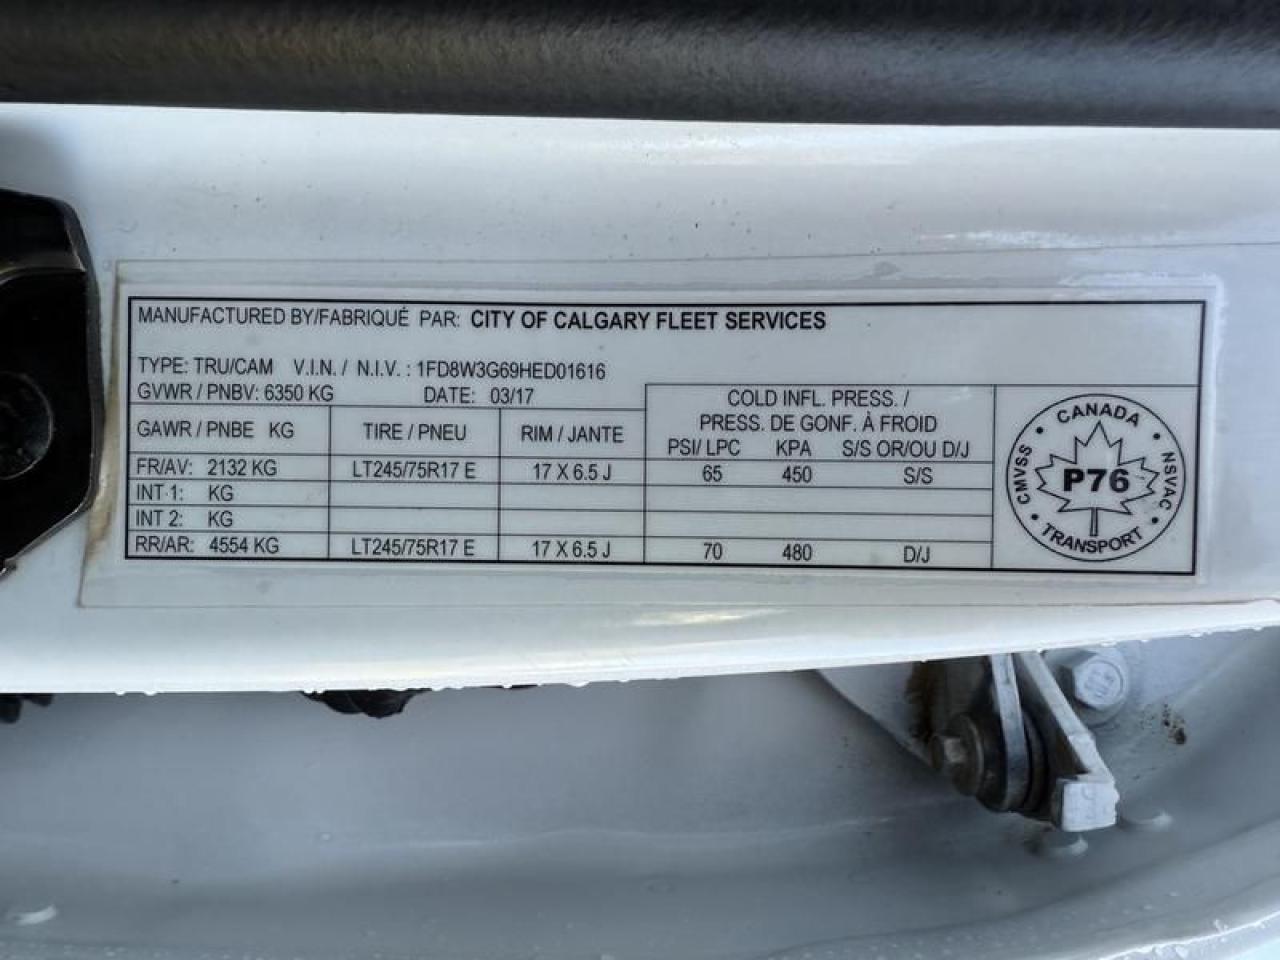 MANUFACTURED BY/FABRIQUÉ PAR: CITY OF CALGARY FLEET SERVICES
TYPE: TRU/CAM V.I.N. / N.I.V. : 1FD8W3G69HED01616
GVWR / PNBV: 6350 KG DATE: 03/17
COLD INFL. PRESS. /
PRESS. DE GONF. À FROID
GAWR / PNBE KG TIRE / PNEU RIM / JANTE PSI/ LPC KPA S/S OR/OU D/J
FR/AV: 2132 KG LT245/75R17 E 17 X 6.5 J 65 450 S/S
INT 1: KG
INT 2: KG
RR/AR: 4554 KG LT245/75R17 E 17 X 6.5 J 70 480 D/J
CANADA
CMVSS P76 NSVAC
TRANSPORT